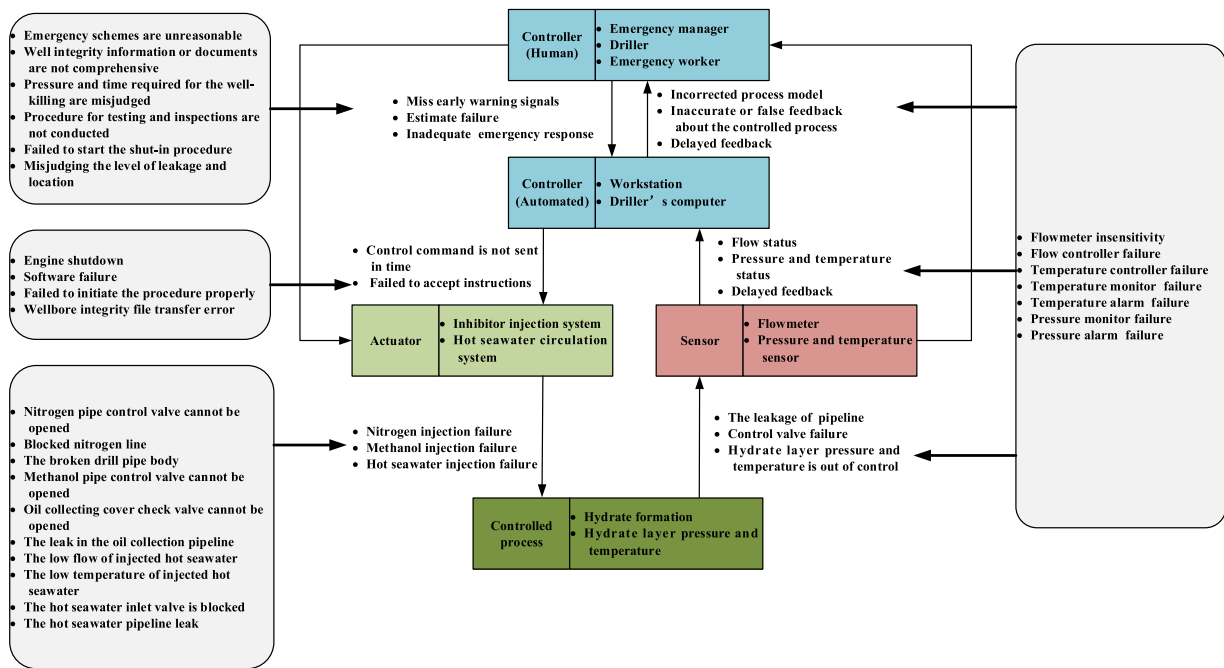 • Emergency schemes are unreasonable
• Well integrity information or documents
are not comprehensive
• Pressure and time required for the well-
killing are misjudged
• Procedure for testing and inspections are
not conducted
• Failed to start the shut-in procedure
• Misjudging the level of leakage and
location
Controller
(Human)
• Emergency manager
• Driller
• Emergency worker
• Miss early warning signals
• Estimate failure
• Inadequate emergency response
• Incorrected process model
• Inaccurate or false feedback
about the controlled process
• Delayed feedback
Controller
(Automated)
• Workstation
• Driller’s computer
• Engine shutdown
• Software failure
• Failed to initiate the procedure properly
• Wellbore integrity file transfer error
• Control command is not sent
in time
• Failed to accept instructions
• Flow status
• Pressure and temperature
status
• Delayed feedback
• Flowmeter insensitivity
• Flow controller failure
• Temperature controller failure
• Temperature monitor failure
• Temperature alarm failure
• Pressure monitor failure
• Pressure alarm failure
Actuator
• Inhibitor injection system
• Hot seawater circulation
system
Sensor
• Flowmeter
• Pressure and temperature
sensor
• Nitrogen pipe control valve cannot be
opened
• Blocked nitrogen line
• The broken drill pipe body
• Methanol pipe control valve cannot be
opened
• Oil collecting cover check valve cannot be
opened
• The leak in the oil collection pipeline
• The low flow of injected hot seawater
• The low temperature of injected hot
seawater
• The hot seawater inlet valve is blocked
• The hot seawater pipeline leak
• Nitrogen injection failure
• Methanol injection failure
• Hot seawater injection failure
• The leakage of pipeline
• Control valve failure
• Hydrate layer pressure and
temperature is out of control
Controlled
process
• Hydrate formation
• Hydrate layer pressure and
temperature